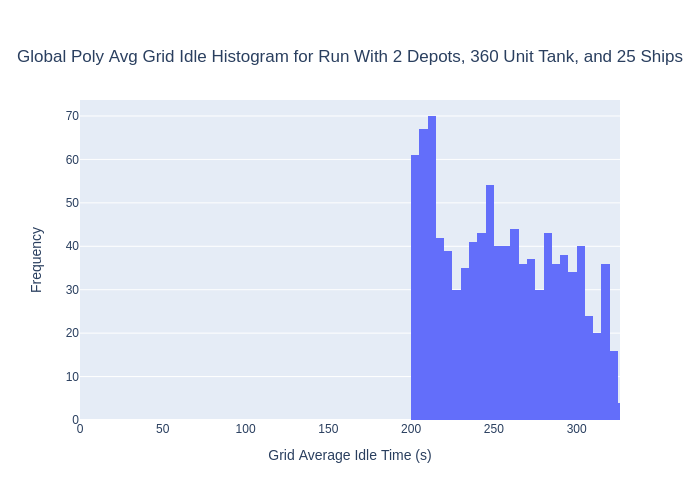 Global Poly Avg Grid Idle Histogram for Run With 2 Depots, 360 Unit Tank, and 25 Ships
70
60
50
40
30
20
10
0
Frequency
0 50 100 150 200 250 300
Grid Average Idle Time (s)